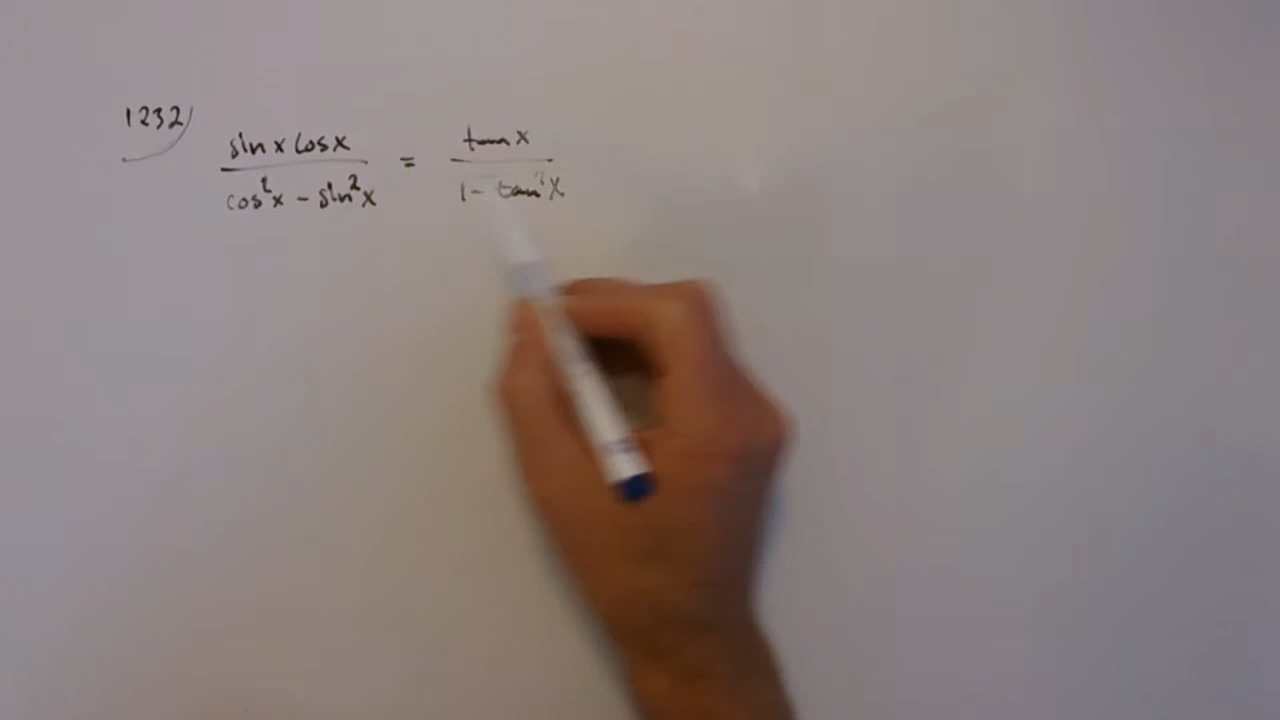 1232) sin x cos x / cos²x - sin²x = tan x / 1 - tan²x